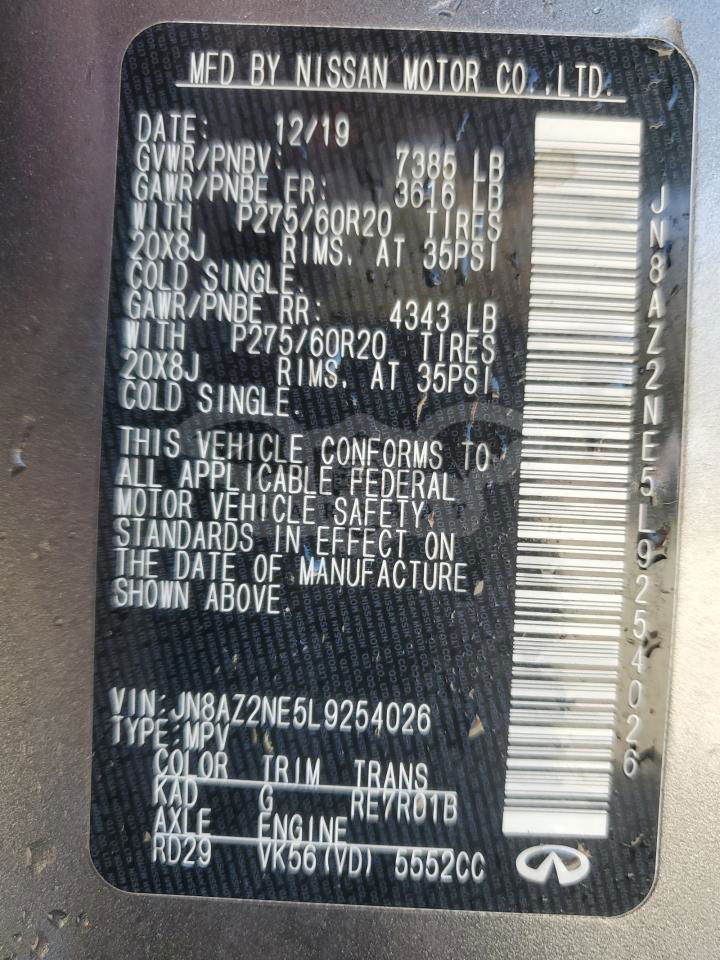 MFD BY NISSAN MOTOR CO.,LTD.
DATE: 12/19
GVWR/PNBV: 7385 LB
GAWR/PNBE FR: 3616 LB
WITH P275/60R20 TIRES
20X8J RIMS. AT 35PSI
COLD SINGLE.
GAWR/PNBE RR: 4343 LB
WITH P275/60R20 TIRES
20X8J RIMS. AT 35PSI
COLD SINGLE.
THIS VEHICLE CONFORMS TO
ALL APPLICABLE FEDERAL
MOTOR VEHICLE SAFETY
STANDARDS IN EFFECT ON
THE DATE OF MANUFACTURE
SHOWN ABOVE.
VIN:JN8AZ2NE5L9254026
TYPE:MPV
COLOR TRIM TRANS
KAD G RE7R01B
AXLE ENGINE
RD29 VK56(VD) 5552CC
JN8AZ2NE5L9254026